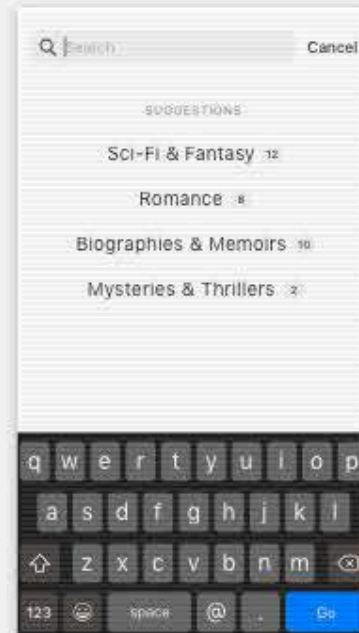 Search Cancel
SUGGESTIONS
Sci-Fi & Fantasy 12
Romance 8
Biographies & Memoirs 10
Mysteries & Thrillers 2
q w e r t y u i o p
a s d f g h j k l
z x c v b n m
123 space @ . Go